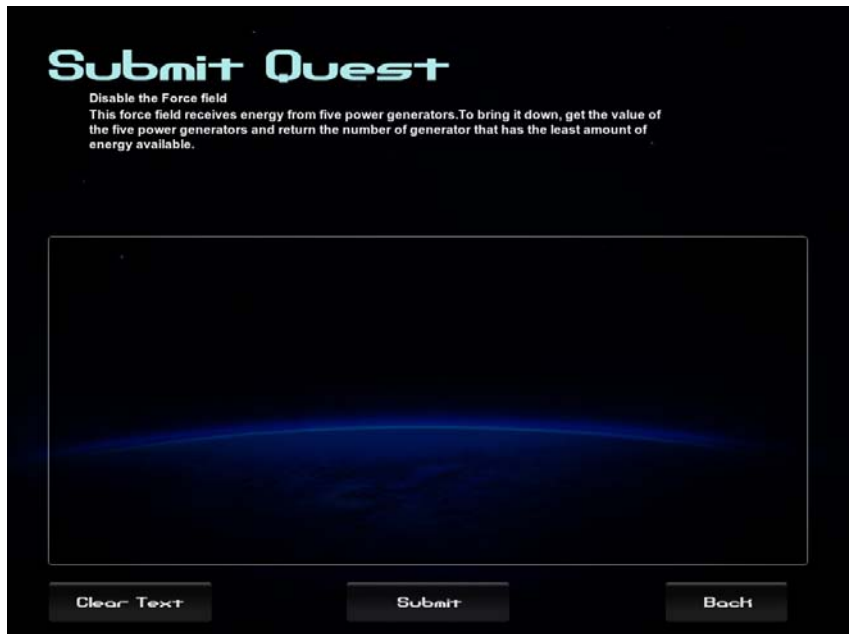 Submit Quest
Disable the Force field
This force field receives energy from five power generators.To bring it down, get the value of
the five power generators and return the number of generator that has the least amount of
energy available.
Clear Text
Submit
Back